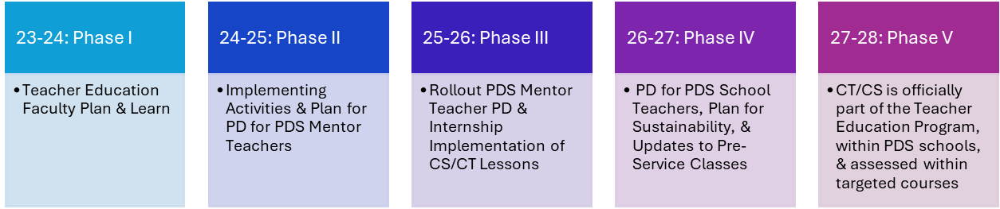 23-24: Phase I
• Teacher Education
Faculty Plan & Learn
24-25: Phase II
• Implementing
Activities & Plan for
PD for PDS Mentor
Teachers
25-26: Phase III
• Rollout PDS Mentor
Teacher PD &
Internship
Implementation of
CS/CT Lessons
26-27: Phase IV
• PD for PDS School
Teachers, Plan for
Sustainability, &
Updates to Pre-
Service Classes
27-28: Phase V
• CT/CS is officially
part of the Teacher
Education Program,
within PDS schools,
& assessed within
targeted courses